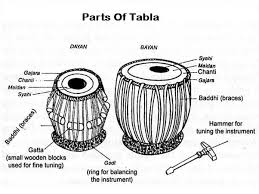 Parts Of Tabla
DAYAN
BAYAN
Gajara
Chanti
Maidan
Syahi
Syahi
Maidan
Chanti
Gajara
Baddhi (braces)
Baddhi (braces)
Gatta
(small wooden blocks
used for fine tuning)
Gadi
(ring for balancing
the instrument)
Hammer for
tuning the instrument